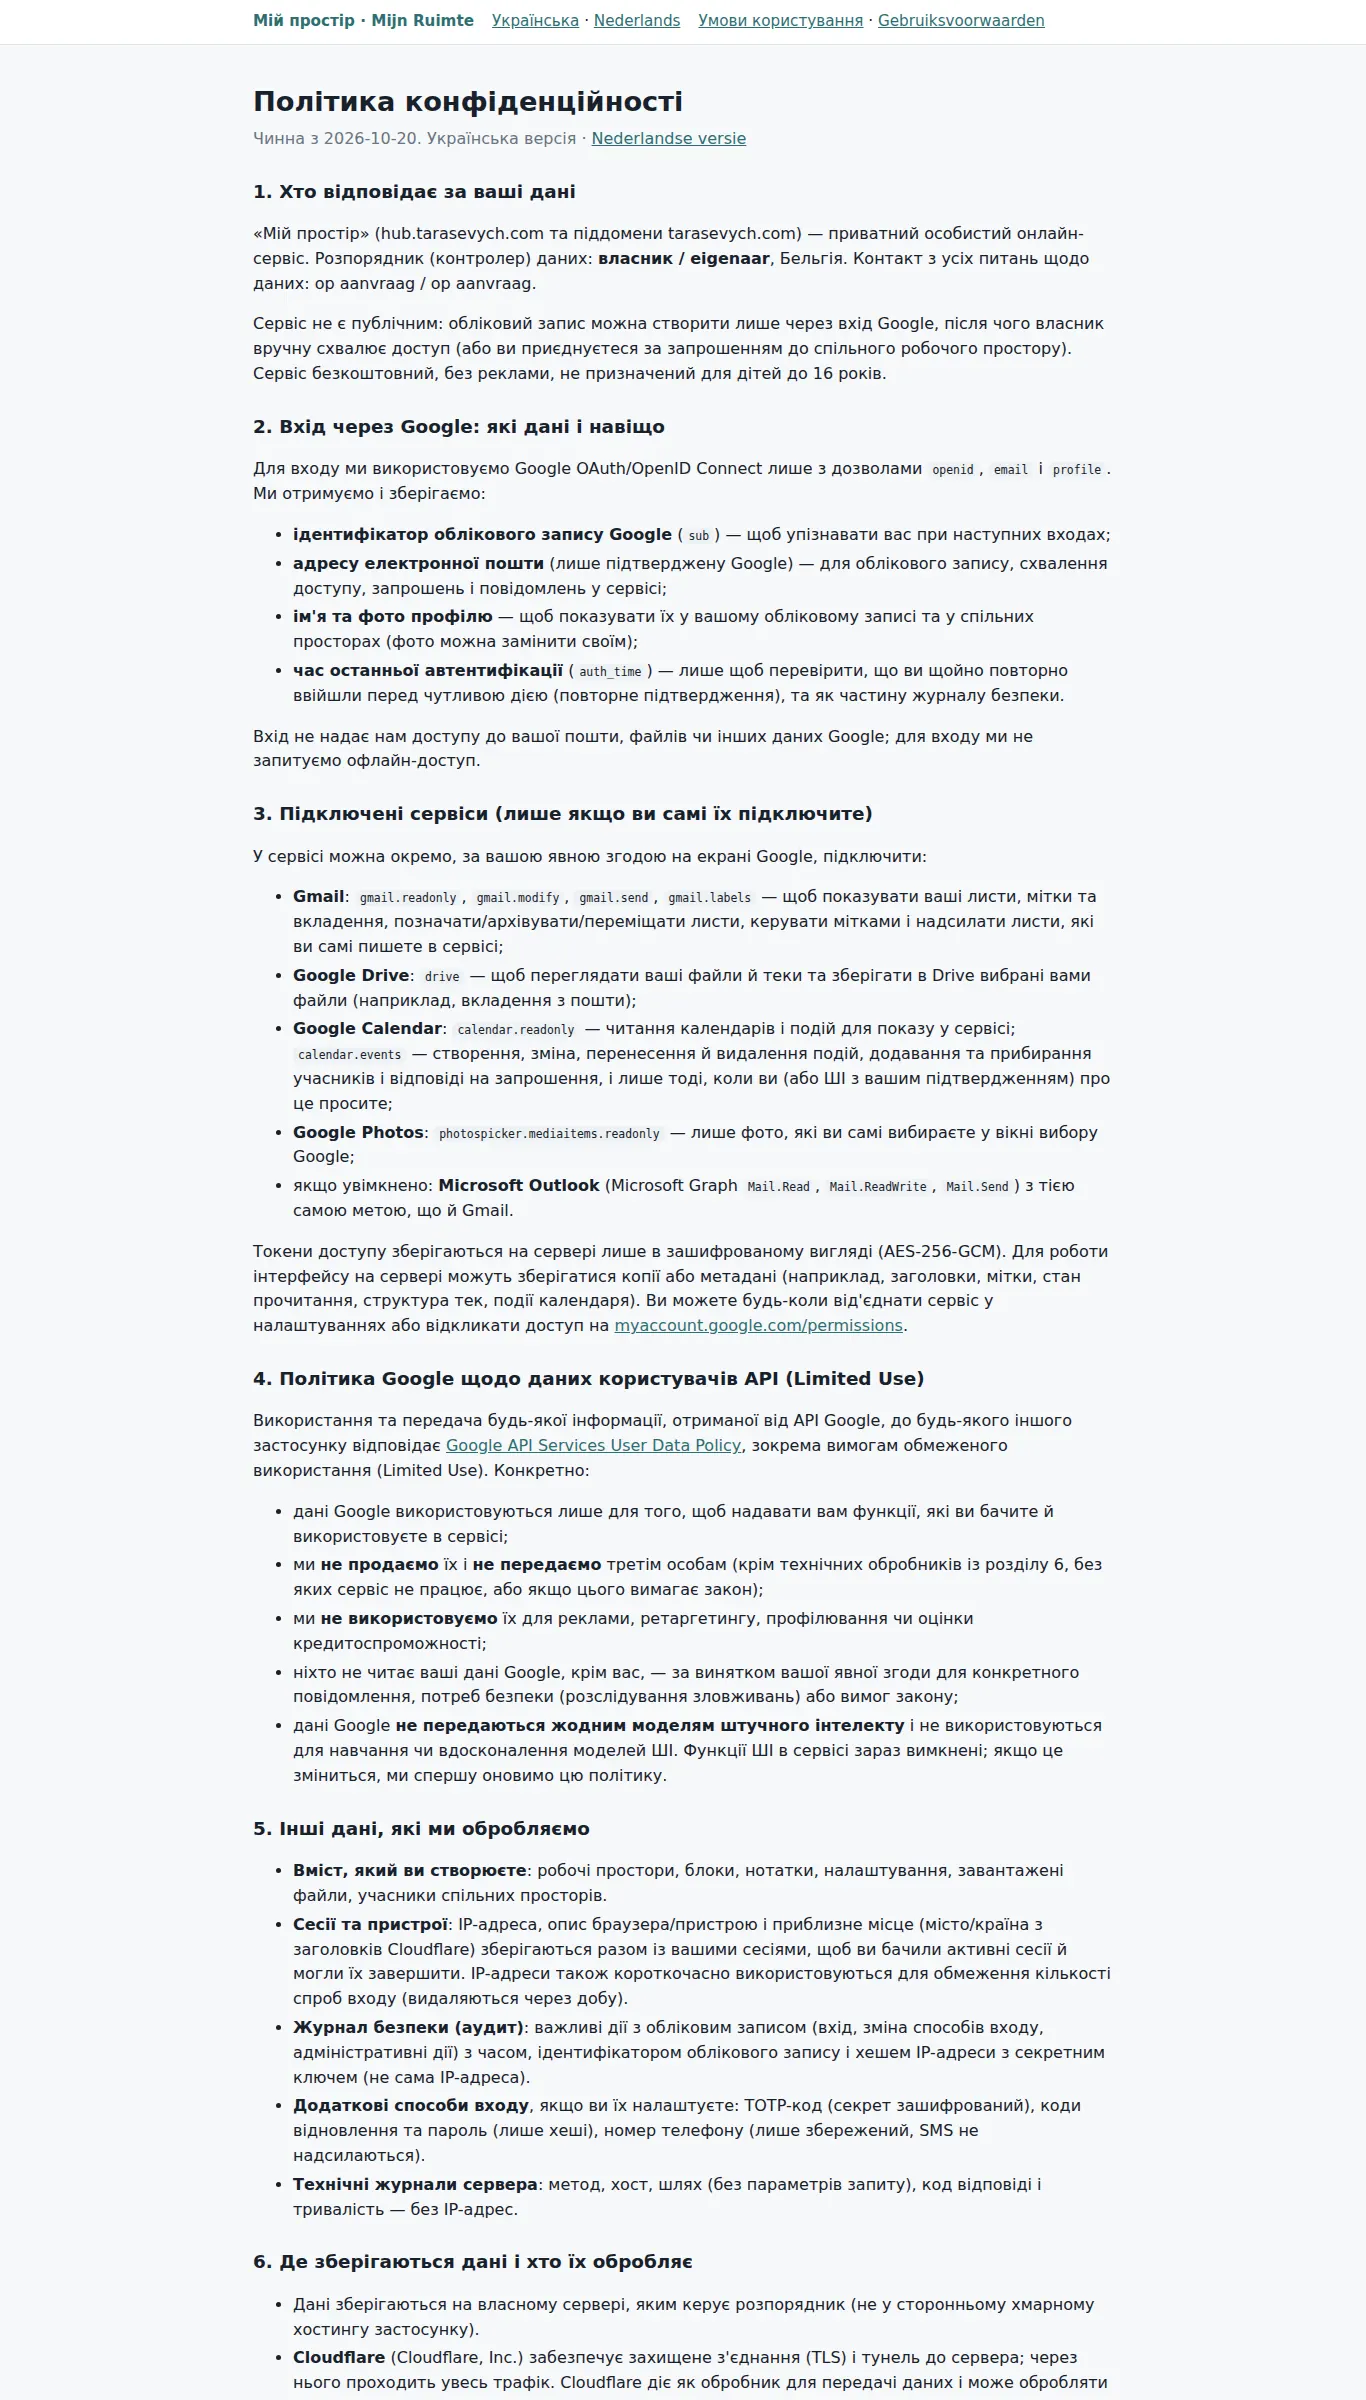 Мій простір · Mijn Ruimte Українська · Nederlands Умови користування · Gebruiksvoorwaarden
Політика конфіденційності
Чинна з 2026-10-20. Українська версія · Nederlandse versie
1. Хто відповідає за ваші дані
«Мій простір» (hub.tarasevych.com та піддомени tarasevych.com) — приватний особистий онлайн-
сервіс. Розпорядник (контролер) даних: власник / eigenaar, Бельгія. Контакт з усіх питань щодо
даних: op aanvraag / op aanvraag.
Сервіс не є публічним: обліковий запис можна створити лише через вхід Google, після чого власник
вручну схвалює доступ (або ви приєднуєтеся за запрошенням до спільного робочого простору).
Сервіс безкоштовний, без реклами, не призначений для дітей до 16 років.
2. Вхід через Google: які дані і навіщо
Для входу ми використовуємо Google OAuth/OpenID Connect лише з дозволами openid, email і profile.
Ми отримуємо і зберігаємо:
• ідентифікатор облікового запису Google (sub) — щоб упізнавати вас при наступних входах;
• адресу електронної пошти (лише підтверджену Google) — для облікового запису, схвалення
доступу, запрошень і повідомлень у сервісі;
• ім'я та фото профілю — щоб показувати їх у вашому обліковому записі та у спільних
просторах (фото можна замінити своїм);
• час останньої автентифікації (auth_time) — лише щоб перевірити, що ви щойно повторно
ввійшли перед чутливою дією (повторне підтвердження), та як частину журналу безпеки.
Вхід не надає нам доступу до вашої пошти, файлів чи інших даних Google; для входу ми не
запитуємо офлайн-доступ.
3. Підключені сервіси (лише якщо ви самі їх підключите)
У сервісі можна окремо, за вашою явною згодою на екрані Google, підключити:
• Gmail: gmail.readonly, gmail.modify, gmail.send, gmail.labels — щоб показувати ваші листи, мітки та
вкладення, позначати/архівувати/переміщати листи, керувати мітками і надсилати листи, які
ви самі пишете в сервісі;
• Google Drive: drive — щоб переглядати ваші файли й теки та зберігати в Drive вибрані вами
файли (наприклад, вкладення з пошти);
• Google Calendar: calendar.readonly — читання календарів і подій для показу у сервісі;
calendar.events — створення, зміна, перенесення й видалення подій, додавання та прибирання
учасників і відповіді на запрошення, і лише тоді, коли ви (або ШІ з вашим підтвердженням) про
це просите;
• Google Photos: photospicker.mediaitems.readonly — лише фото, які ви самі вибираєте у вікні вибору
Google;
• якщо увімкнено: Microsoft Outlook (Microsoft Graph Mail.Read, Mail.ReadWrite, Mail.Send) з тією
самою метою, що й Gmail.
Токени доступу зберігаються на сервері лише в зашифрованому вигляді (AES-256-GCM). Для роботи
інтерфейсу на сервері можуть зберігатися копії або метадані (наприклад, заголовки, мітки, стан
прочитання, структура тек, події календаря). Ви можете будь-коли від'єднати сервіс у
налаштуваннях або відкликати доступ на myaccount.google.com/permissions.
4. Політика Google щодо даних користувачів API (Limited Use)
Використання та передача будь-якої інформації, отриманої від API Google, до будь-якого іншого
застосунку відповідає Google API Services User Data Policy, зокрема вимогам обмеженого
використання (Limited Use). Конкретно:
• дані Google використовуються лише для того, щоб надавати вам функції, які ви бачите й
використовуєте в сервісі;
• ми не продаємо їх і не передаємо третім особам (крім технічних обробників із розділу 6, без
яких сервіс не працює, або якщо цього вимагає закон);
• ми не використовуємо їх для реклами, ретаргетингу, профілювання чи оцінки
кредитоспроможності;
• ніхто не читає ваші дані Google, крім вас, — за винятком вашої явної згоди для конкретного
повідомлення, потреб безпеки (розслідування зловживань) або вимог закону;
• дані Google не передаються жодним моделям штучного інтелекту і не використовуються
для навчання чи вдосконалення моделей ШІ. Функції ШІ в сервісі зараз вимкнені; якщо це
зміниться, ми спершу оновимо цю політику.
5. Інші дані, які ми обробляємо
• Вміст, який ви створюєте: робочі простори, блоки, нотатки, налаштування, завантажені
файли, учасники спільних просторів.
• Сесії та пристрої: IP-адреса, опис браузера/пристрою і приблизне місце (місто/країна з
заголовків Cloudflare) зберігаються разом із вашими сесіями, щоб ви бачили активні сесії й
могли їх завершити. IP-адреси також короткочасно використовуються для обмеження кількості
спроб входу (видаляються через добу).
• Журнал безпеки (аудит): важливі дії з обліковим записом (вхід, зміна способів входу,
адміністративні дії) з часом, ідентифікатором облікового запису і хешем IP-адреси з секретним
ключем (не сама IP-адреса).
• Додаткові способи входу, якщо ви їх налаштуєте: TOTP-код (секрет зашифрований), коди
відновлення та пароль (лише хеші), номер телефону (лише збережений, SMS не
надсилаються).
• Технічні журнали сервера: метод, хост, шлях (без параметрів запиту), код відповіді і
тривалість — без IP-адрес.
6. Де зберігаються дані і хто їх обробляє
• Дані зберігаються на власному сервері, яким керує розпорядник (не у сторонньому хмарному
хостингу застосунку).
• Cloudflare (Cloudflare, Inc.) забезпечує захищене з'єднання (TLS) і тунель до сервера; через
нього проходить увесь трафік. Cloudflare діє як обробник для передачі даних і може обробляти